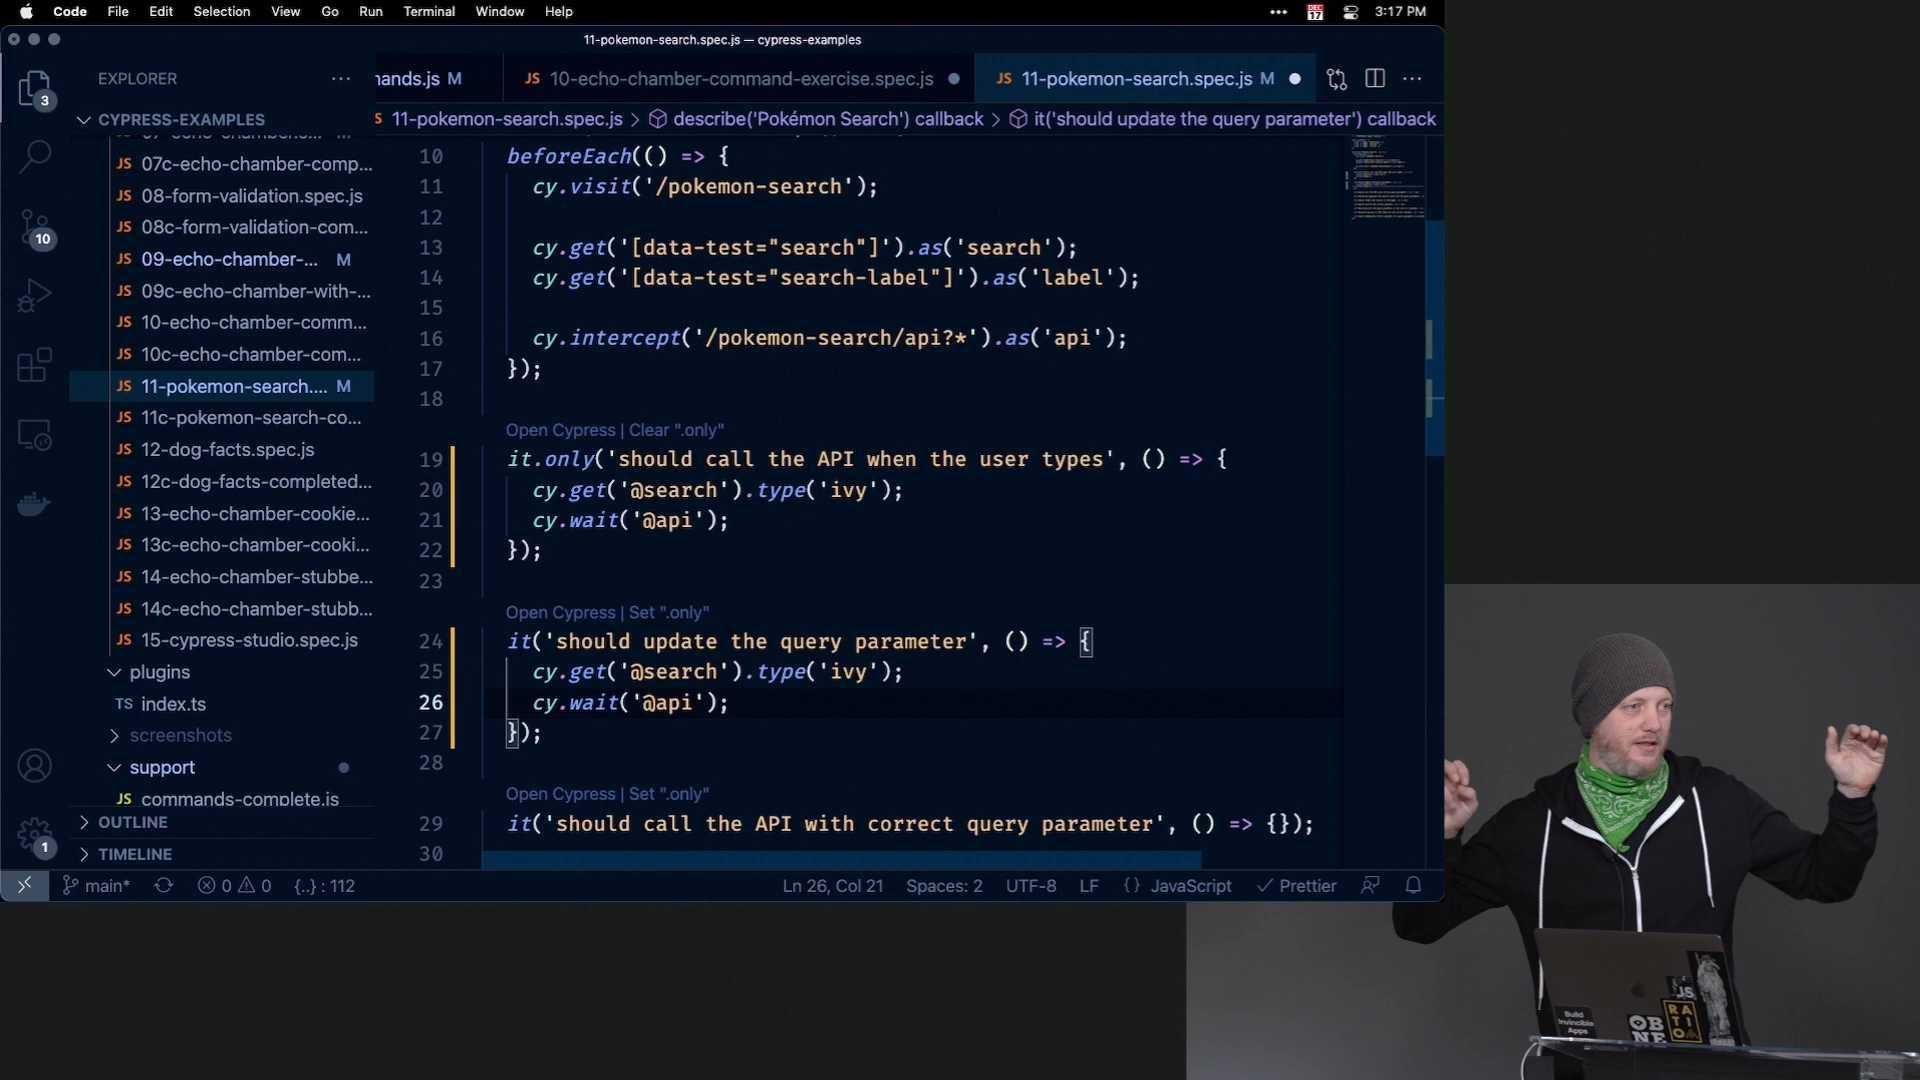 Code File Edit Selection View Go Run Terminal Window Help
DEC 17 3:17 PM
11-pokemon-search.spec.js — cypress-examples
EXPLORER
3
10
1
CYPRESS-EXAMPLES
JS 07c-echo-chamber-comp...
JS 08-form-validation.spec.js
JS 08c-form-validation-com...
JS 09-echo-chamber-... M
JS 09c-echo-chamber-with-...
JS 10-echo-chamber-comm...
JS 10c-echo-chamber-com...
JS 11-pokemon-search.... M
JS 11c-pokemon-search-co...
JS 12-dog-facts.spec.js
JS 12c-dog-facts-completed...
JS 13-echo-chamber-cookie...
JS 13c-echo-chamber-cooki...
JS 14-echo-chamber-stubbe...
JS 14c-echo-chamber-stubb...
JS 15-cypress-studio.spec.js
plugins
TS index.ts
screenshots
support
JS commands-complete.js
OUTLINE
TIMELINE
nands.js M
JS 10-echo-chamber-command-exercise.spec.js
JS 11-pokemon-search.spec.js M
11-pokemon-search.spec.js > describe('Pokémon Search') callback > it('should update the query parameter') callback
10 beforeEach(() => {
11 cy.visit('/pokemon-search');
12
13 cy.get('[data-test="search"]').as('search');
14 cy.get('[data-test="search-label"]').as('label');
15
16 cy.intercept('/pokemon-search/api?*').as('api');
17 });
18
Open Cypress | Clear ".only"
19 it.only('should call the API when the user types', () => {
20 cy.get('@search').type('ivy');
21 cy.wait('@api');
22 });
23
Open Cypress | Set ".only"
24 it('should update the query parameter', () => {
25 cy.get('@search').type('ivy');
26 cy.wait('@api');
27 });
28
Open Cypress | Set ".only"
29 it('should call the API with correct query parameter', () => {});
30
main* 0 0 {..} : 112
Ln 26, Col 21 Spaces: 2 UTF-8 LF {} JavaScript Prettier
Build
Invincible
Apps
JS
RA
TIO
OB
NE